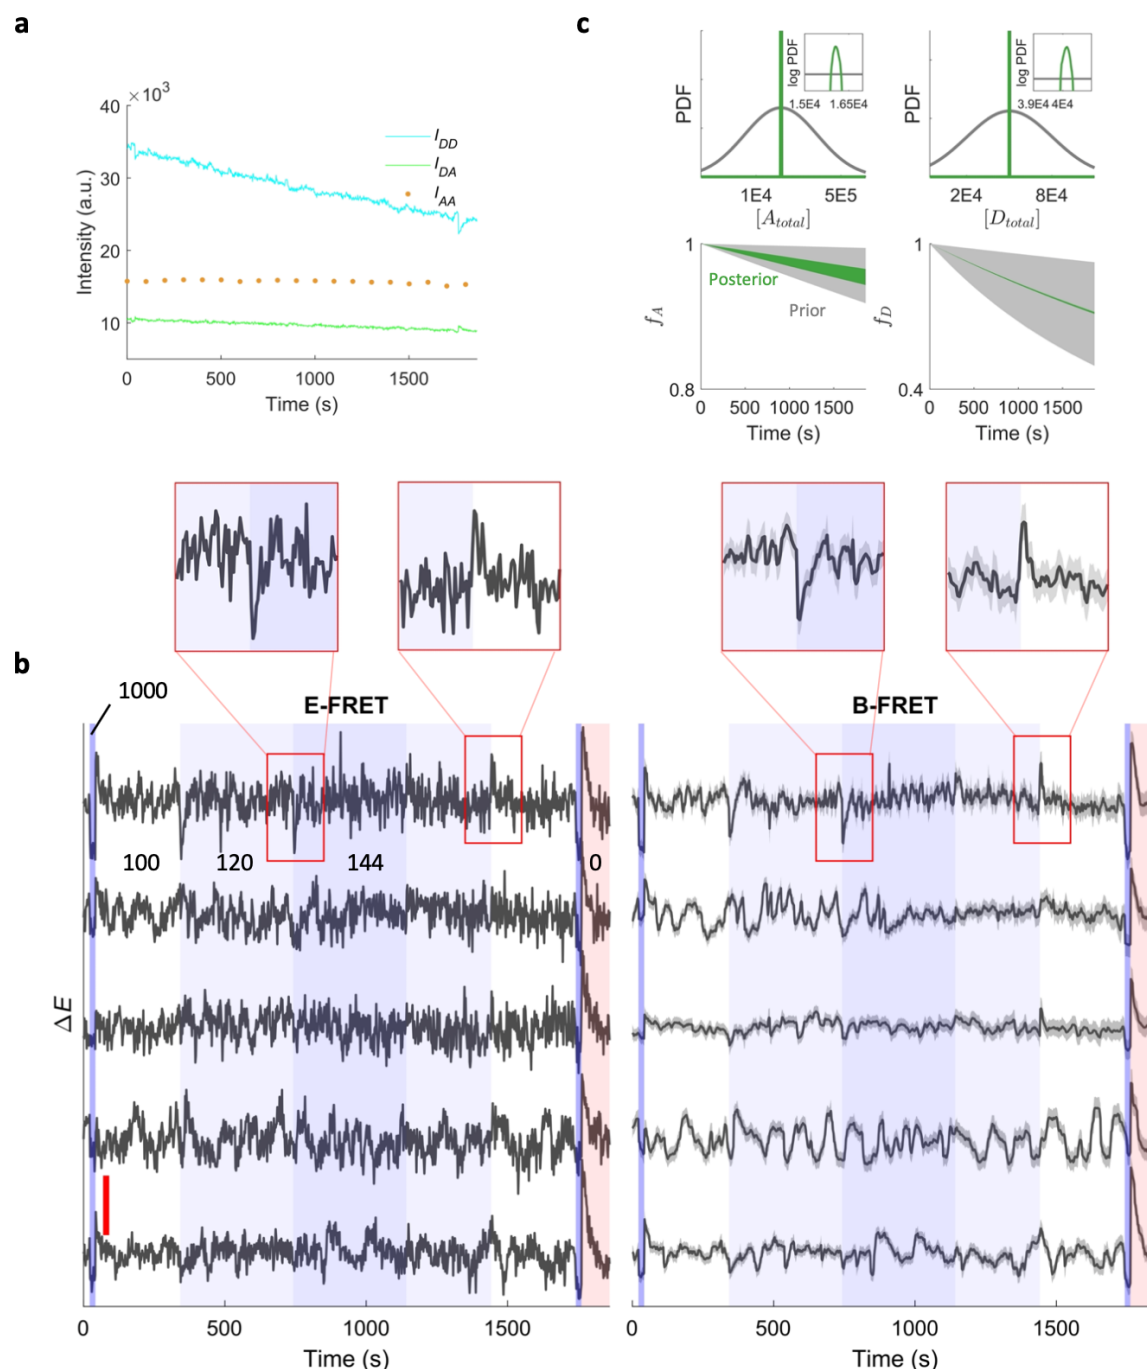 a
× 10³
40
30
20
10
Intensity (a.u.)
I_DD
I_DA
I_AA
0 500 1000 1500
Time (s)
c
PDF
log PDF
1.5E4 1.65E4
1E4 5E5
[A_total]
PDF
log PDF
3.9E4 4E4
2E4 8E4
[D_total]
1
0.8
f_A
Posterior
Prior
0 500 1000 1500
Time (s)
1
0.4
f_D
0 500 1000 1500
Time (s)
b
1000
E-FRET
100 120 144 0
ΔE
0 500 1000 1500
Time (s)
B-FRET
0 500 1000 1500
Time (s)